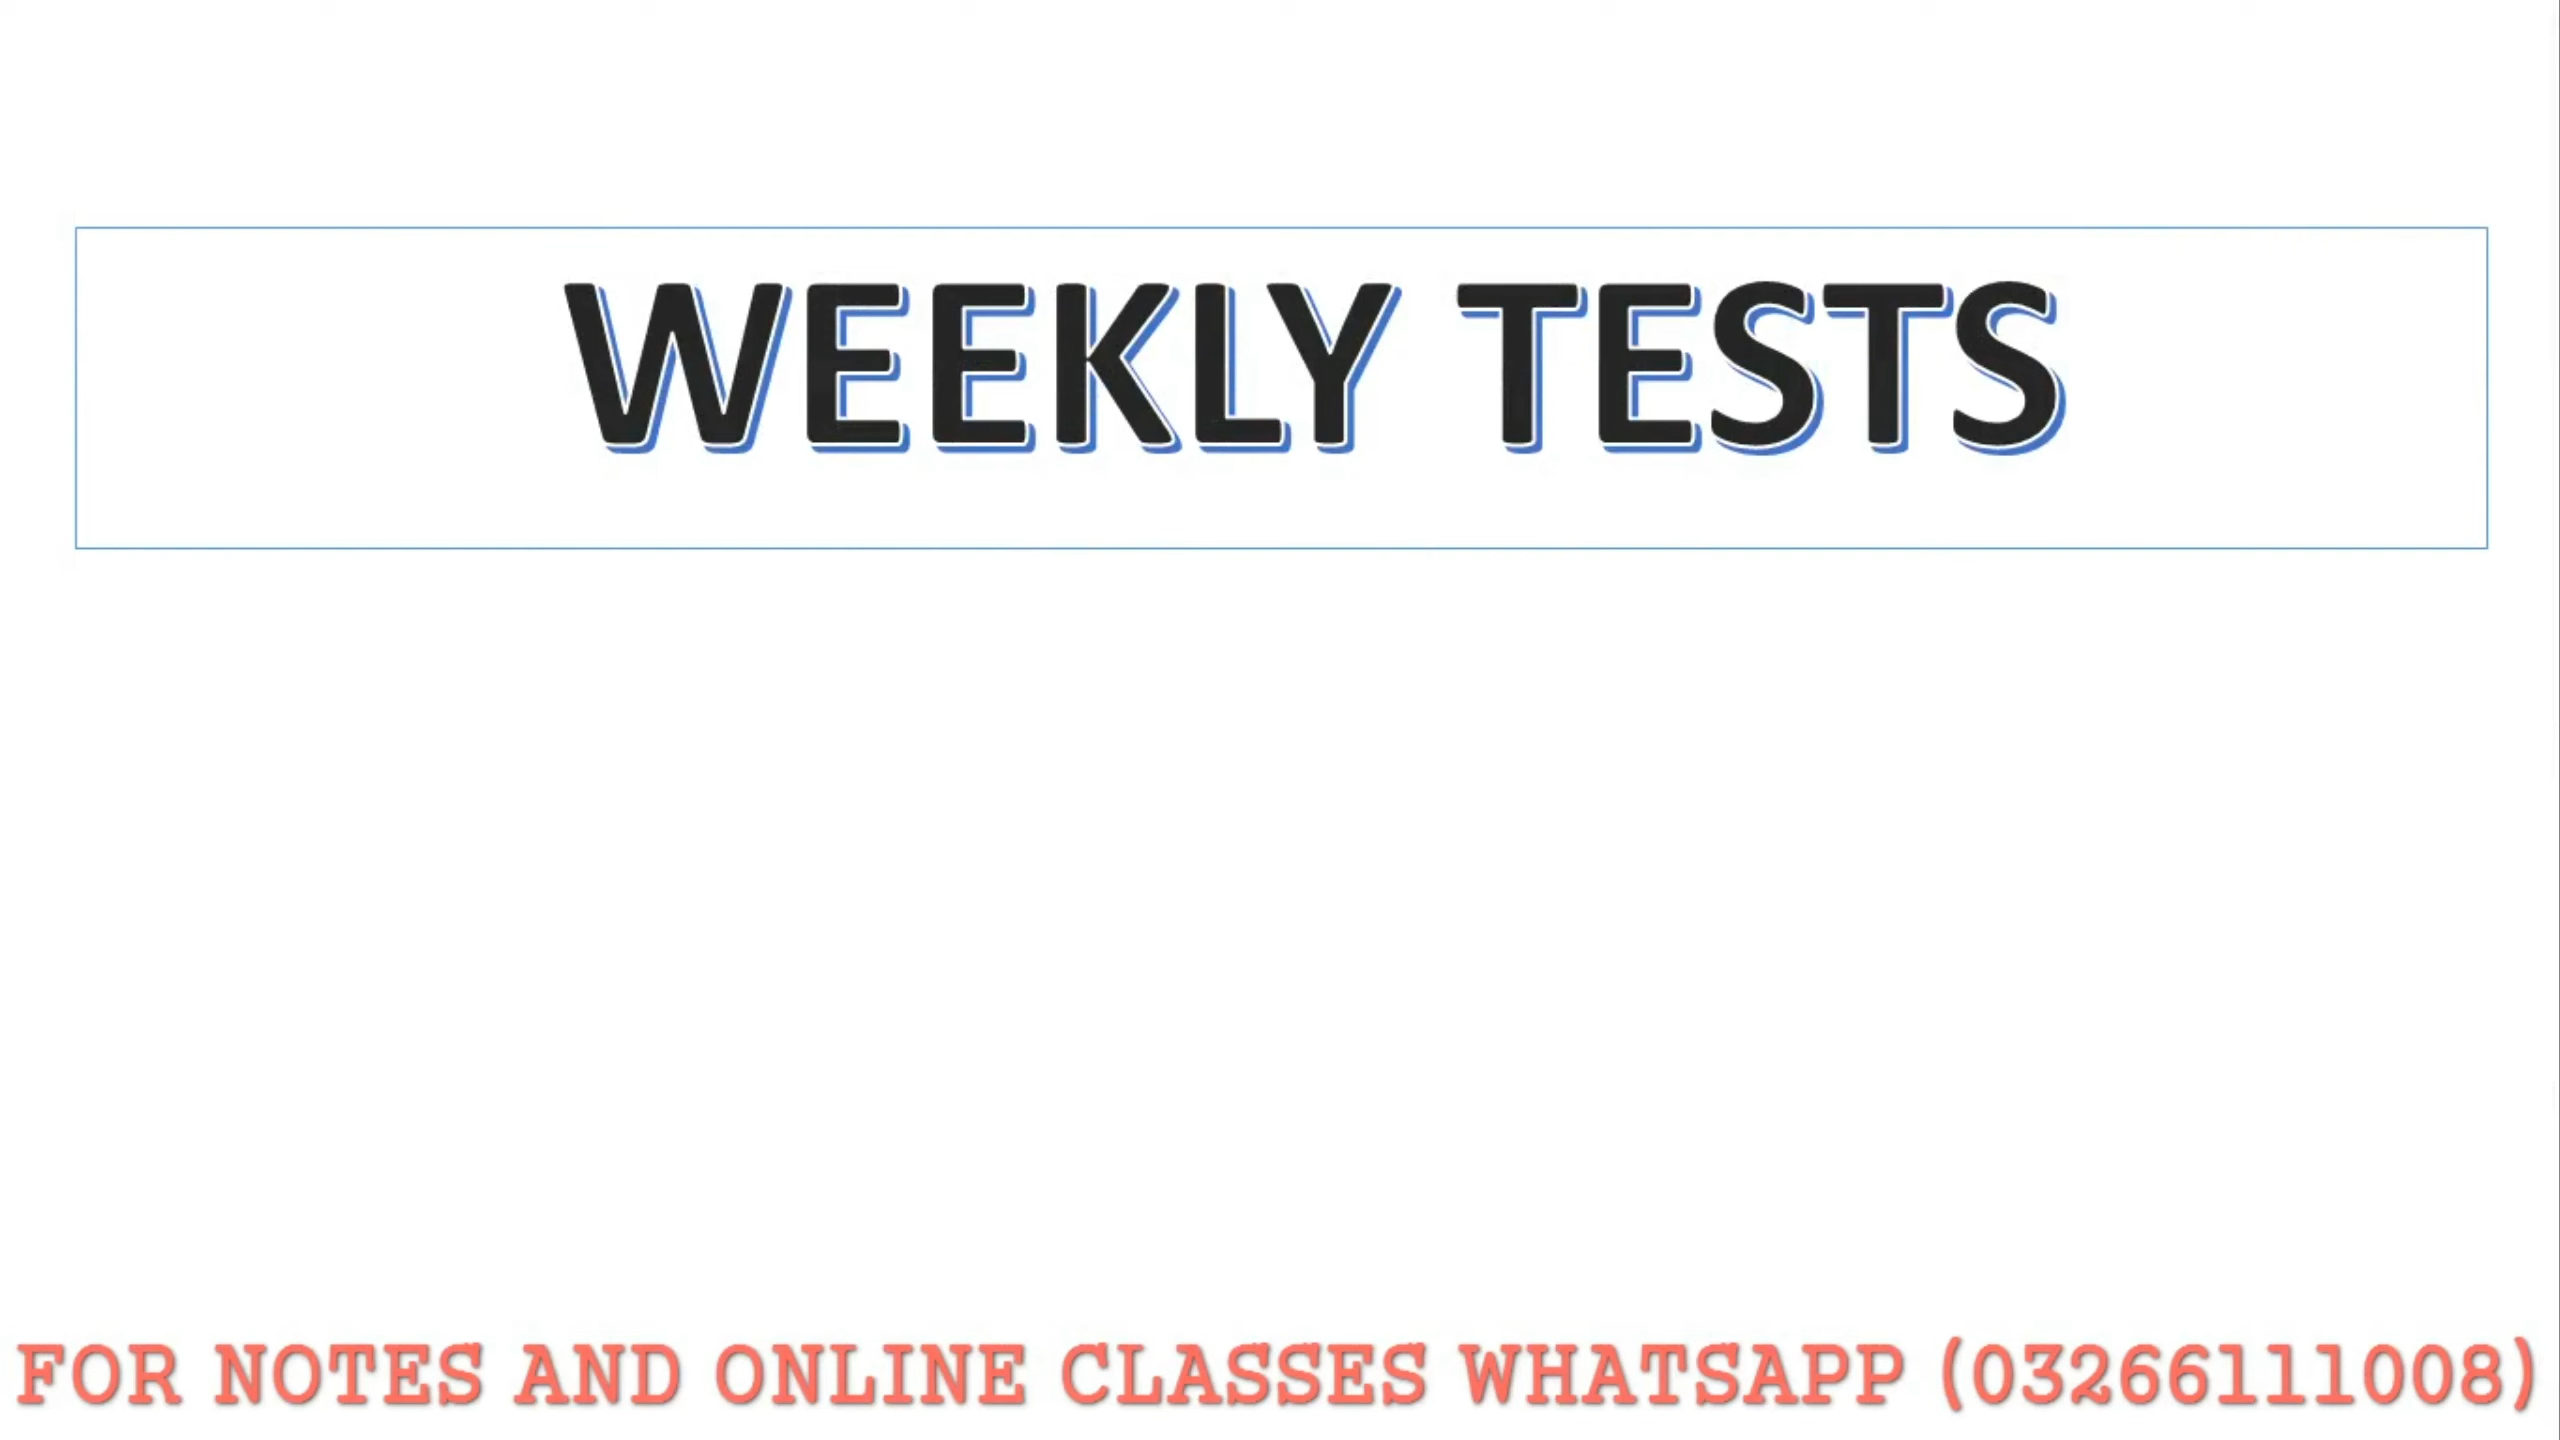 WEEKLY TESTS
FOR NOTES AND ONLINE CLASSES WHATSAPP (03266111008)